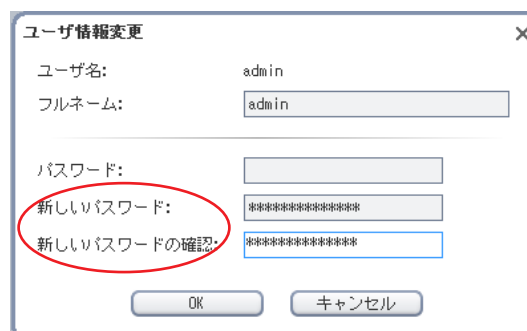 ユーザ情報変更
ユーザ名: admin
フルネーム: admin
パスワード:
新しいパスワード: **************
新しいパスワードの確認: **************
OK キャンセル